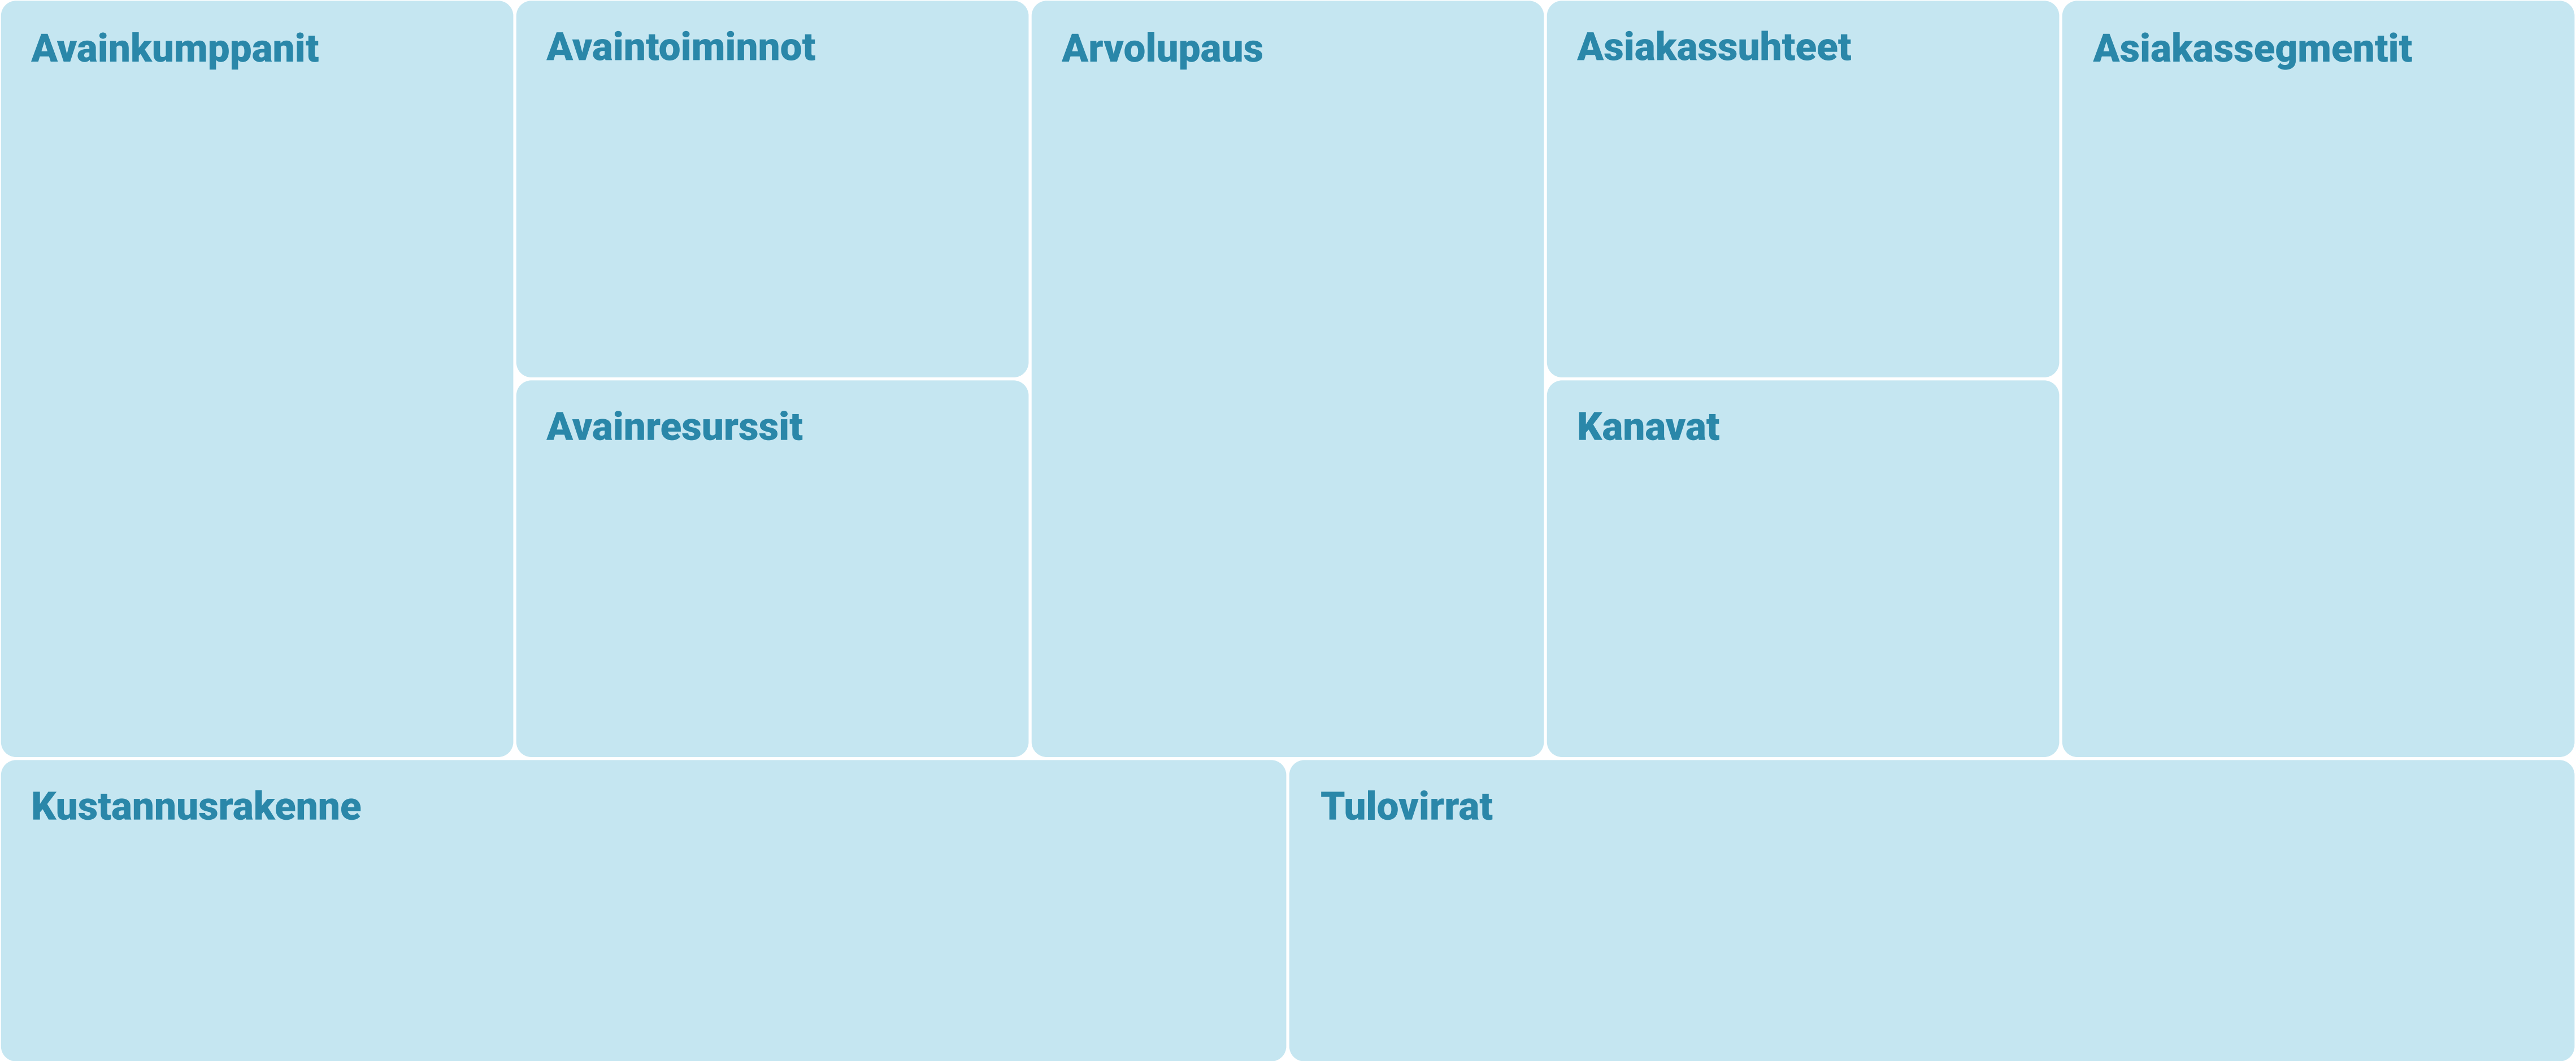 Avainkumppanit
Avaintoiminnot
Arvolupaus
Asiakassuhteet
Asiakassegmentit
Avainresurssit
Kanavat
Kustannusrakenne
Tulovirrat